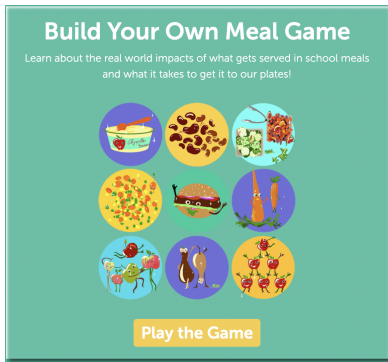 Build Your Own Meal Game
Learn about the real world impacts of what gets served in school meals
and what it takes to get it to our plates!
Play the Game